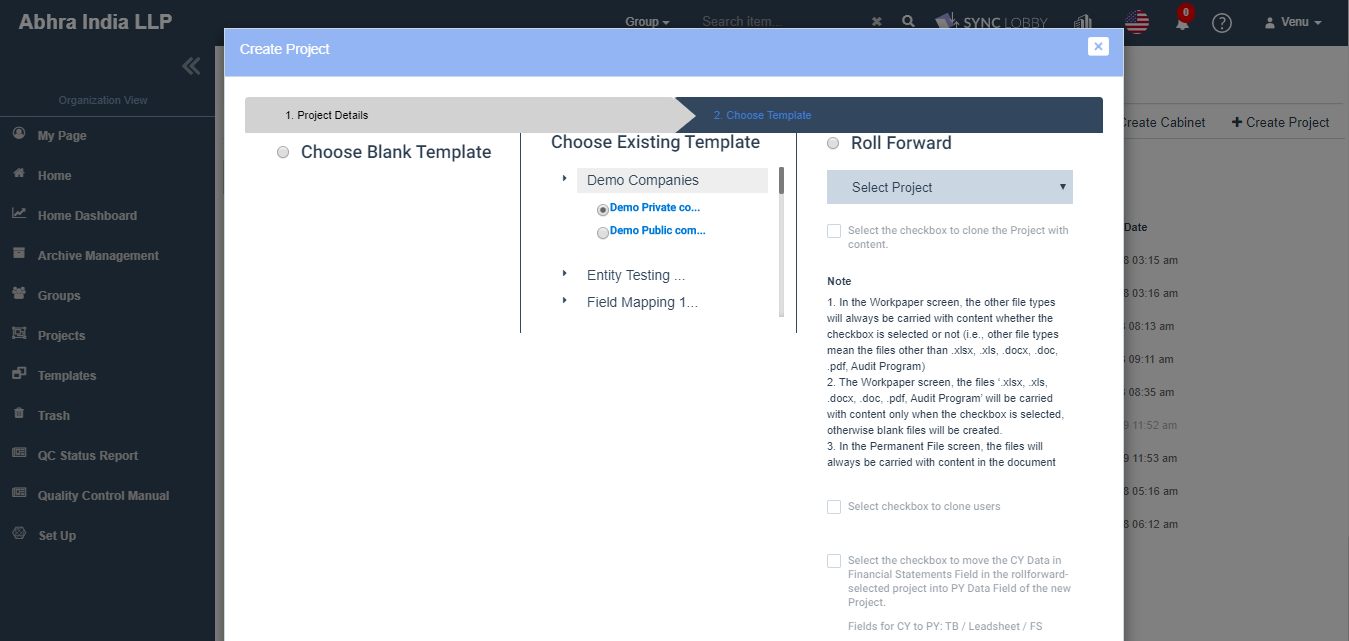 Abhra India LLP
Group
Search item...
SYNC LOBBY
0
Venu
Create Project
Organization View
My Page
Home
Home Dashboard
Archive Management
Groups
Projects
Templates
Trash
QC Status Report
Quality Control Manual
Set Up
1. Project Details
2. Choose Template
Choose Blank Template
Choose Existing Template
Demo Companies
Demo Private co...
Demo Public com...
Entity Testing ...
Field Mapping 1...
Roll Forward
Select Project
Select the checkbox to clone the Project with
content.
Note
1. In the Workpaper screen, the other file types
will always be carried with content whether the
checkbox is selected or not (i.e., other file types
mean the files other than .xlsx, .xls, .docx, .doc,
.pdf, Audit Program)
2. The Workpaper screen, the files ‘.xlsx, .xls,
.docx, .doc, .pdf, Audit Program’ will be carried
with content only when the checkbox is selected,
otherwise blank files will be created.
3. In the Permanent File screen, the files will
always be carried with content in the document
Select checkbox to clone users
Select the checkbox to move the CY Data in
Financial Statements Field in the rollforward-
selected project into PY Data Field of the new
Project.
Fields for CY to PY: TB / Leadsheet / FS
Create Cabinet
Create Project
Date
8 03:15 am
8 03:16 am
08:13 am
09:11 am
08:35 am
9 11:52 am
9 11:53 am
8 05:16 am
8 06:12 am